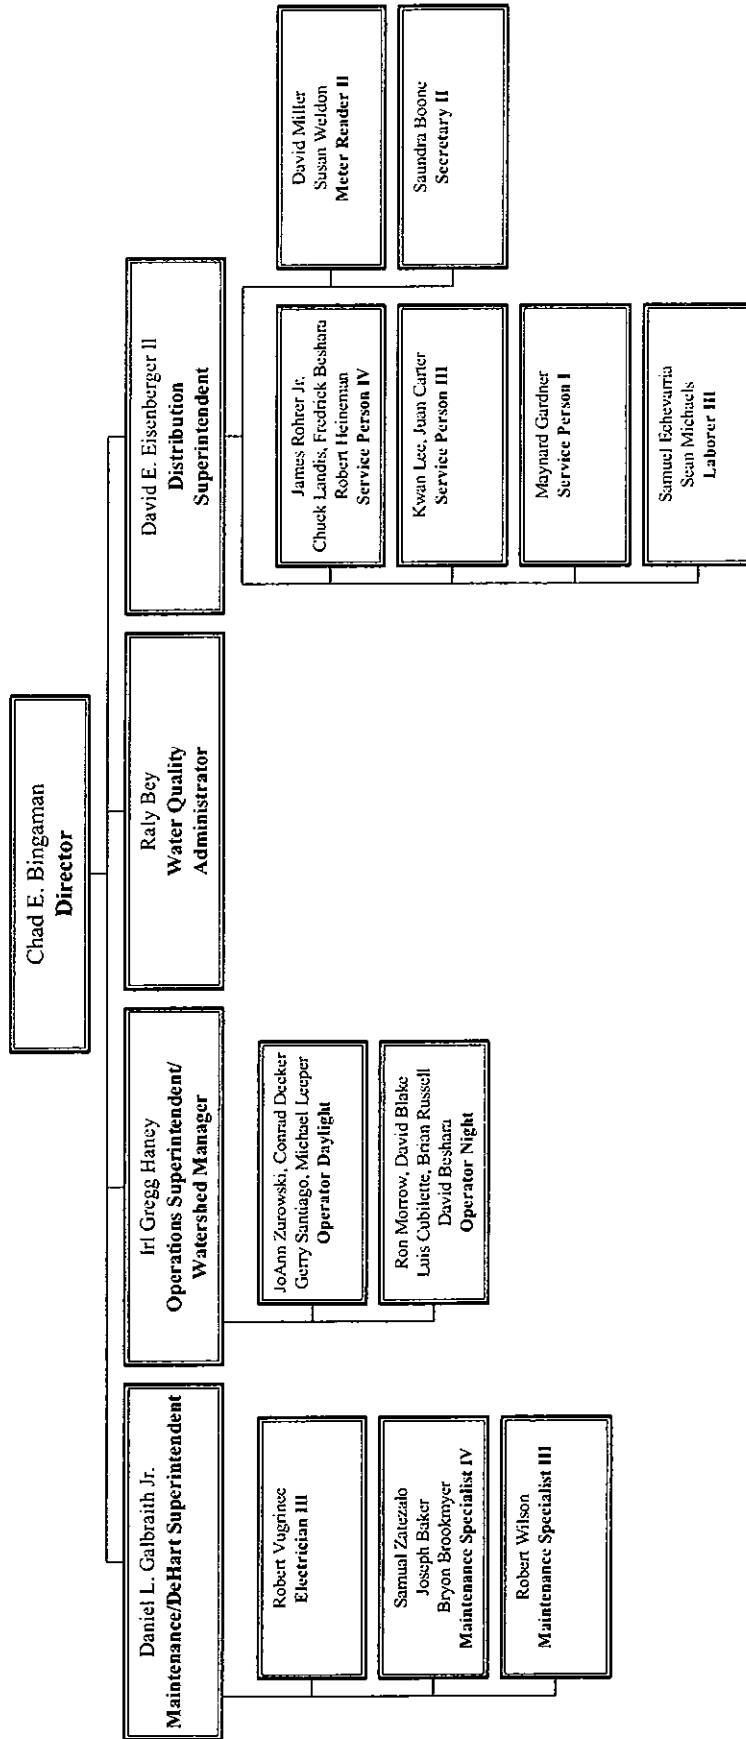 Chad E. Bingaman
Director
Daniel L. Galbraith Jr.
Maintenance/DeHart Superintendent
Irl Gregg Haney
Operations Superintendent/
Watershed Manager
Raly Bey
Water Quality
Administrator
David E. Eisenberger II
Distribution
Superintendent
Robert Vugrinec
Electrician III
Samual Zatezalo
Joseph Baker
Bryon Brookmyer
Maintenance Specialist IV
Robert Wilson
Maintenance Specialist III
JoAnn Zurowski, Conrad Decker
Gerry Santiago, Michael Leeper
Operator Daylight
Ron Morrow, David Blake
Luis Cubilette, Brian Russell
David Beshara
Operator Night
James Rohrer Jr.
Chuck Landis, Fredrick Beshara
Robert Heineman
Service Person IV
Kwan Lee, Juan Carter
Service Person III
Maynard Gardner
Service Person I
Samuel Echevarria
Sean Michaels
Laborer III
David Miller
Susan Weldon
Meter Reader II
Saundra Boone
Secretary II